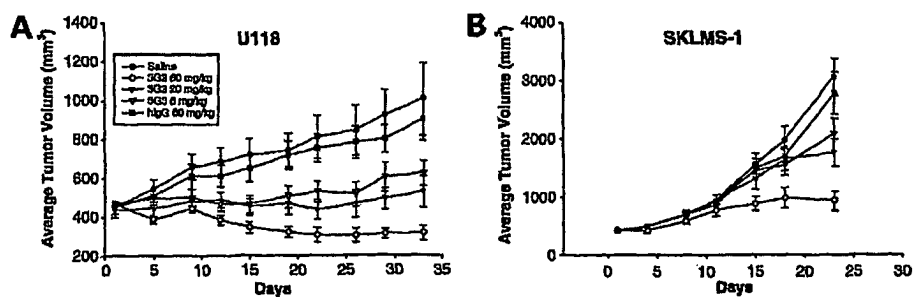 A
U118
Average Tumor Volume (mm³)
1400
1200
1000
800
600
400
200
Saline
3G3 60 mg/kg
3G3 20 mg/kg
3G3 6 mg/kg
hIgG 60 mg/kg
0 5 10 15 20 25 30 35
Days
B
SKLMS-1
Average Tumor Volume (mm³)
4000
3000
2000
1000
0
0 5 10 15 20 25 30
Days